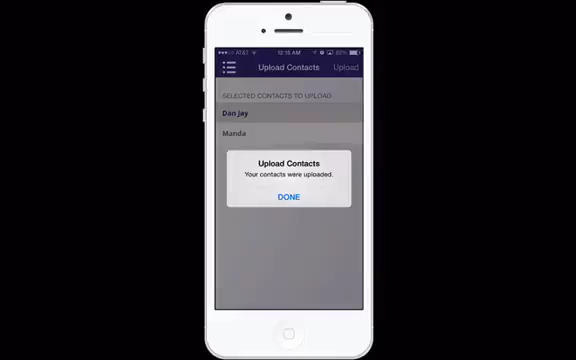 AT&T 12:15 AM
Upload Contacts Upload
SELECTED CONTACTS TO UPLOAD
Dan Jay
Manda
Upload Contacts
Your contacts were uploaded.
DONE